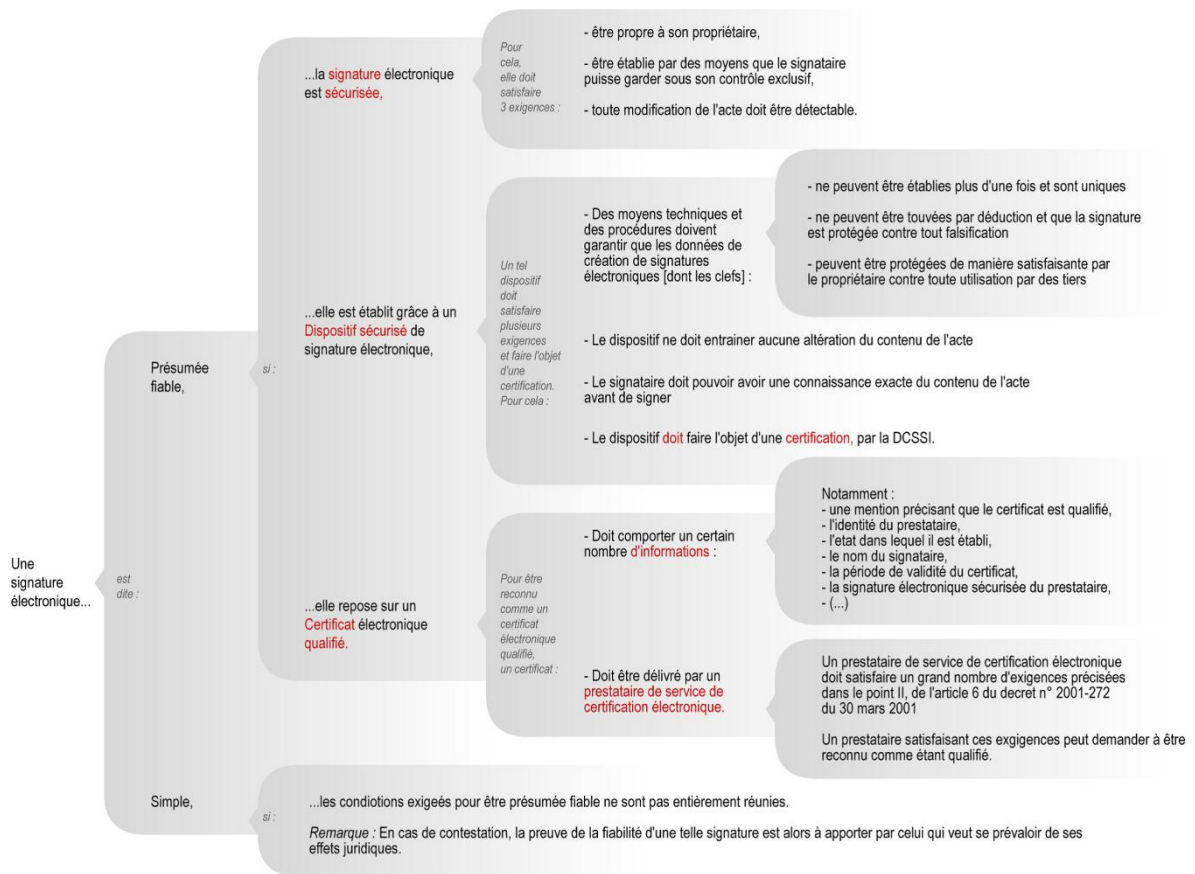 Une
signature
électronique...
est
dite :
Présumée
fiable,
si :
...la signature électronique
est sécurisée,
Pour
cela,
elle doit
satisfaire
3 exigences :
- être propre à son propriétaire,
- être établie par des moyens que le signataire
puisse garder sous son contrôle exclusif,
- toute modification de l'acte doit être détectable.
...elle est établit grâce à un
Dispositif sécurisé de
signature électronique,
Un tel
dispositif
doit
satisfaire
plusieurs
exigences
et faire l'objet
d'une
certification.
Pour cela :
- Des moyens techniques et
des procédures doivent
garantir que les données de
création de signatures
électroniques [dont les clefs] :
- ne peuvent être établies plus d'une fois et sont uniques
- ne peuvent être touvées par déduction et que la signature
est protégée contre tout falsification
- peuvent être protégées de manière satisfaisante par
le propriétaire contre toute utilisation par des tiers
- Le dispositif ne doit entrainer aucune altération du contenu de l'acte
- Le signataire doit pouvoir avoir une connaissance exacte du contenu de l'acte
avant de signer
- Le dispositif doit faire l'objet d'une certification, par la DCSSI.
...elle repose sur un
Certificat électronique
qualifié.
Pour être
reconnu
comme un
certificat
électronique
qualifié,
un certificat :
- Doit comporter un certain
nombre d'informations :
Notamment :
- une mention précisant que le certificat est qualifié,
- l'identité du prestataire,
- l'etat dans lequel il est établi,
- le nom du signataire,
- la période de validité du certificat,
- la signature électronique sécurisée du prestataire,
- (...)
- Doit être délivré par un
prestataire de service de
certification électronique.
Un prestataire de service de certification électronique
doit satisfaire un grand nombre d'exigences précisées
dans le point II, de l'article 6 du decret n° 2001-272
du 30 mars 2001
Un prestataire satisfaisant ces exgigences peut demander à être
reconnu comme étant qualifié.
Simple,
si :
...les condiotions exigeés pour être présumée fiable ne sont pas entièrement réunies.
Remarque : En cas de contestation, la preuve de la fiabilité d'une telle signature est alors à apporter par celui qui veut se prévaloir de ses
effets juridiques.